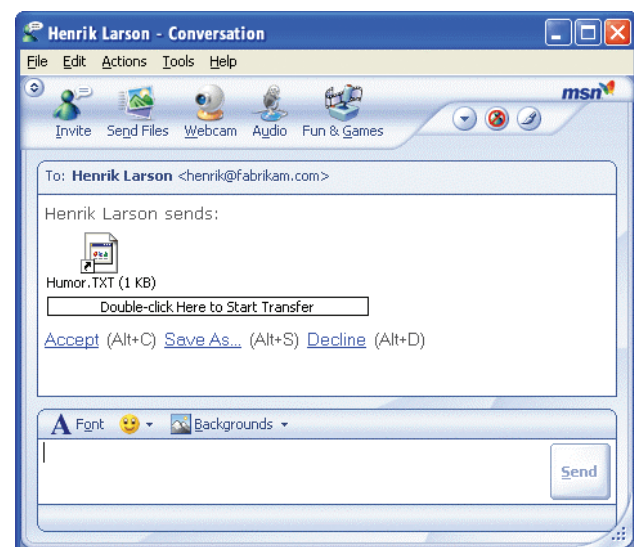 Henrik Larson - Conversation
File Edit Actions Tools Help
msn
Invite Send Files Webcam Audio Fun & Games
To: Henrik Larson <henrik@fabrikam.com>
Henrik Larson sends:
Humor.TXT (1 KB)
Double-click Here to Start Transfer
Accept (Alt+C) Save As... (Alt+S) Decline (Alt+D)
A Font Backgrounds
Send